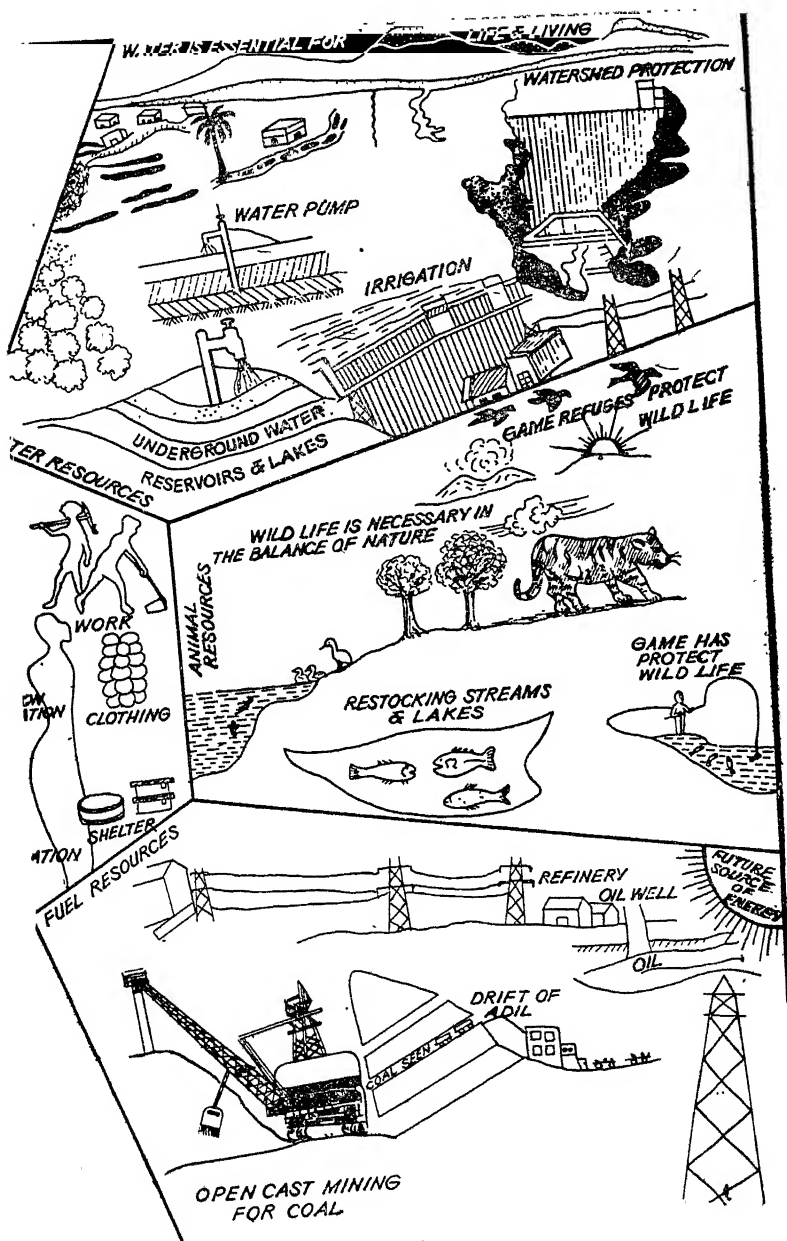 WATER IS ESSENTIAL FOR LIFE & LIVING
WATERSHED PROTECTION
WATER PUMP
IRRIGATION
UNDERGROUND WATER
RESERVOIRS & LAKES
TER RESOURCES
GAME REFUGES
PROTECT
WILD LIFE
WILD LIFE IS NECESSARY IN
THE BALANCE OF NATURE
ANIMAL
RESOURCES
WORK
CLOTHING
ATION
SHELTER
ATION
RESTOCKING STREAMS
& LAKES
GAME HAS
PROTECT
WILD LIFE
FUEL RESOURCES
REFINERY
OIL WELL
OIL
FUTURE
SOURCE
OF
ENERGY
DRIFT OF
ADIL
COAL SEEN
OPEN CAST MINING
FOR COAL